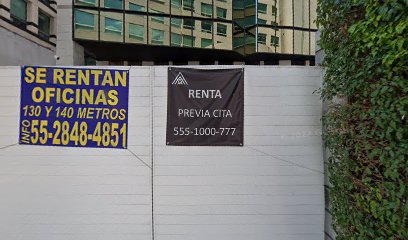 SE RENTAN
OFICINAS
130 Y 140 METROS
INFO 55-2848-4851
RENTA
PREVIA CITA
555-1000-777